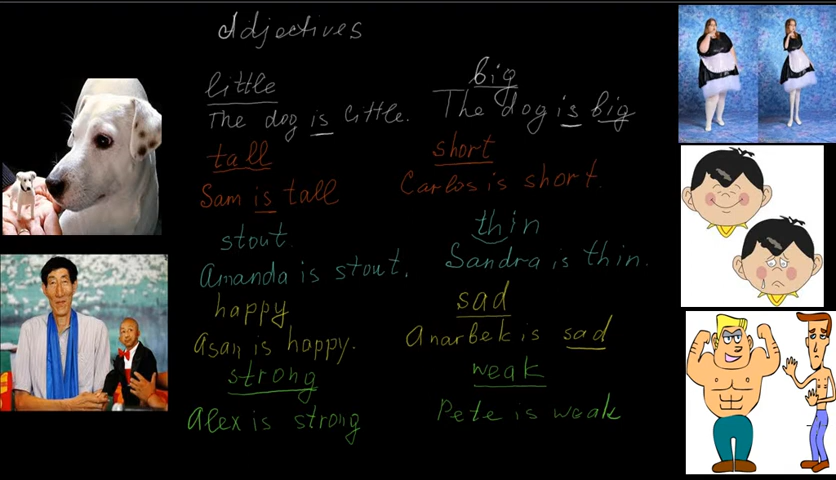 Adjectives
little big
The dog is little. The dog is big
tall short
Sam is tall Carlos is short.
stout. thin
Amanda is stout. Sandra is thin.
happy sad
Asan is happy. Anarbek is sad
strong weak
Alex is strong Pete is weak